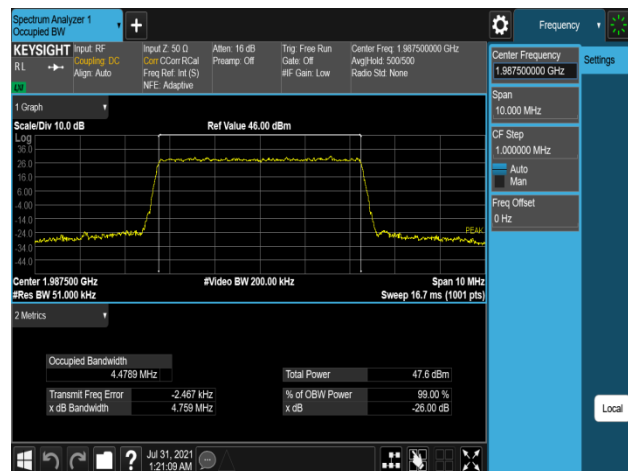 Spectrum Analyzer 1
Occupied BW
+
Frequency
KEYSIGHT
RL
LXI
Input: RF
Coupling: DC
Align: Auto
Input Z: 50 Ω
Corr CCorr RCal
Freq Ref: Int (S)
NFE: Adaptive
Atten: 16 dB
Preamp: Off
Trig: Free Run
Gate: Off
#IF Gain: Low
Center Freq: 1.987500000 GHz
Avg|Hold: 500/500
Radio Std: None
Center Frequency
1.987500000 GHz
Settings
Span
10.000 MHz
CF Step
1.000000 MHz
Auto
Man
Freq Offset
0 Hz
Local
1 Graph
Scale/Div 10.0 dB
Ref Value 46.00 dBm
Log
36.0
26.0
16.0
6.00
-4.00
-14.0
-24.0
-34.0
-44.0
PEAK
Center 1.987500 GHz
#Res BW 51.000 kHz
#Video BW 200.00 kHz
Span 10 MHz
Sweep 16.7 ms (1001 pts)
2 Metrics
Occupied Bandwidth
4.4789 MHz
Total Power 47.6 dBm
Transmit Freq Error -2.467 kHz
% of OBW Power 99.00 %
x dB Bandwidth 4.759 MHz
x dB -26.00 dB
?
Jul 31, 2021
1:21:09 AM